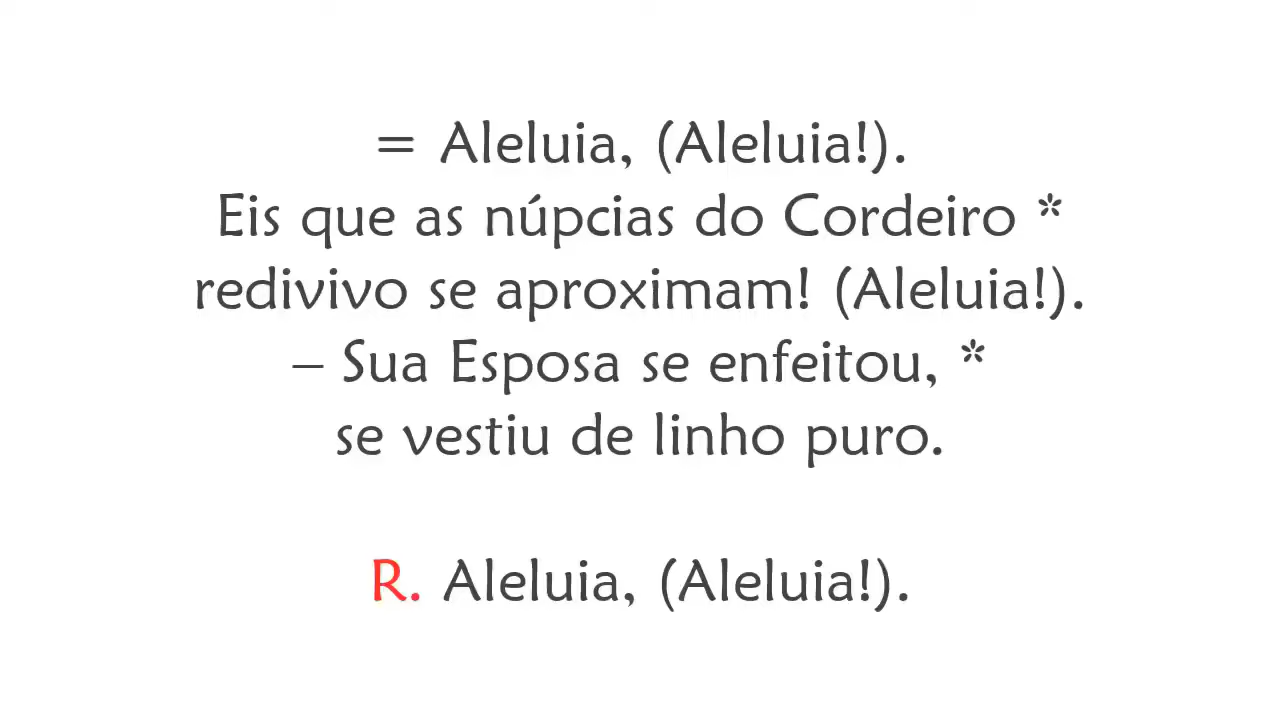 = Aleluia, (Aleluia!).
Eis que as núpcias do Cordeiro *
redivivo se aproximam! (Aleluia!).
– Sua Esposa se enfeitou, *
se vestiu de linho puro.
R. Aleluia, (Aleluia!).